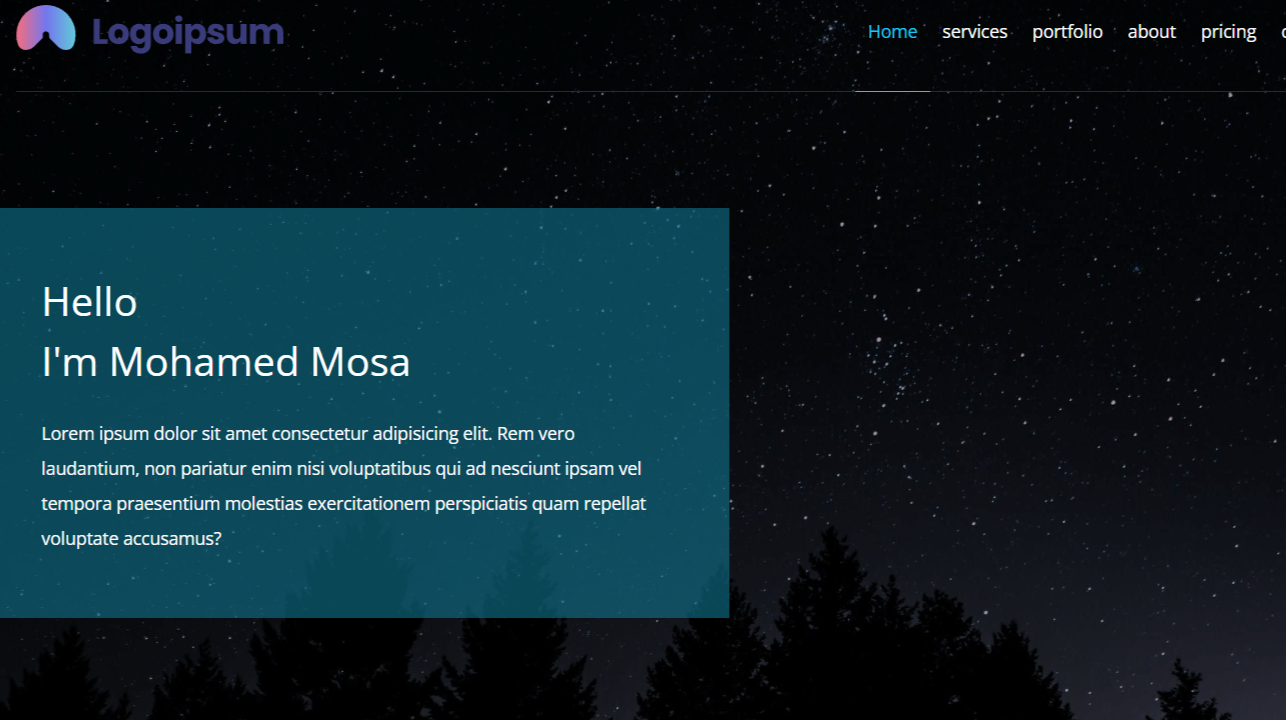 Logoipsum
Home services portfolio about pricing
Hello
I'm Mohamed Mosa
Lorem ipsum dolor sit amet consectetur adipisicing elit. Rem vero
laudantium, non pariatur enim nisi voluptatibus qui ad nesciunt ipsam vel
tempora praesentium molestias exercitationem perspiciatis quam repellat
voluptate accusamus?